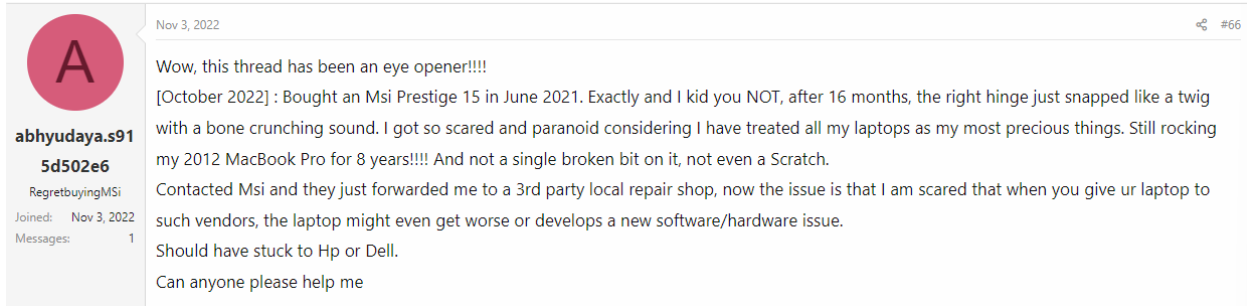 A
abhyudaya.s91
5d502e6
RegretbuyingMSi
Joined: Nov 3, 2022
Messages: 1
Nov 3, 2022 #66
Wow, this thread has been an eye opener!!!!
[October 2022] : Bought an Msi Prestige 15 in June 2021. Exactly and I kid you NOT, after 16 months, the right hinge just snapped like a twig
with a bone crunching sound. I got so scared and paranoid considering I have treated all my laptops as my most precious things. Still rocking
my 2012 MacBook Pro for 8 years!!!! And not a single broken bit on it, not even a Scratch.
Contacted Msi and they just forwarded me to a 3rd party local repair shop, now the issue is that I am scared that when you give ur laptop to
such vendors, the laptop might even get worse or develops a new software/hardware issue.
Should have stuck to Hp or Dell.
Can anyone please help me